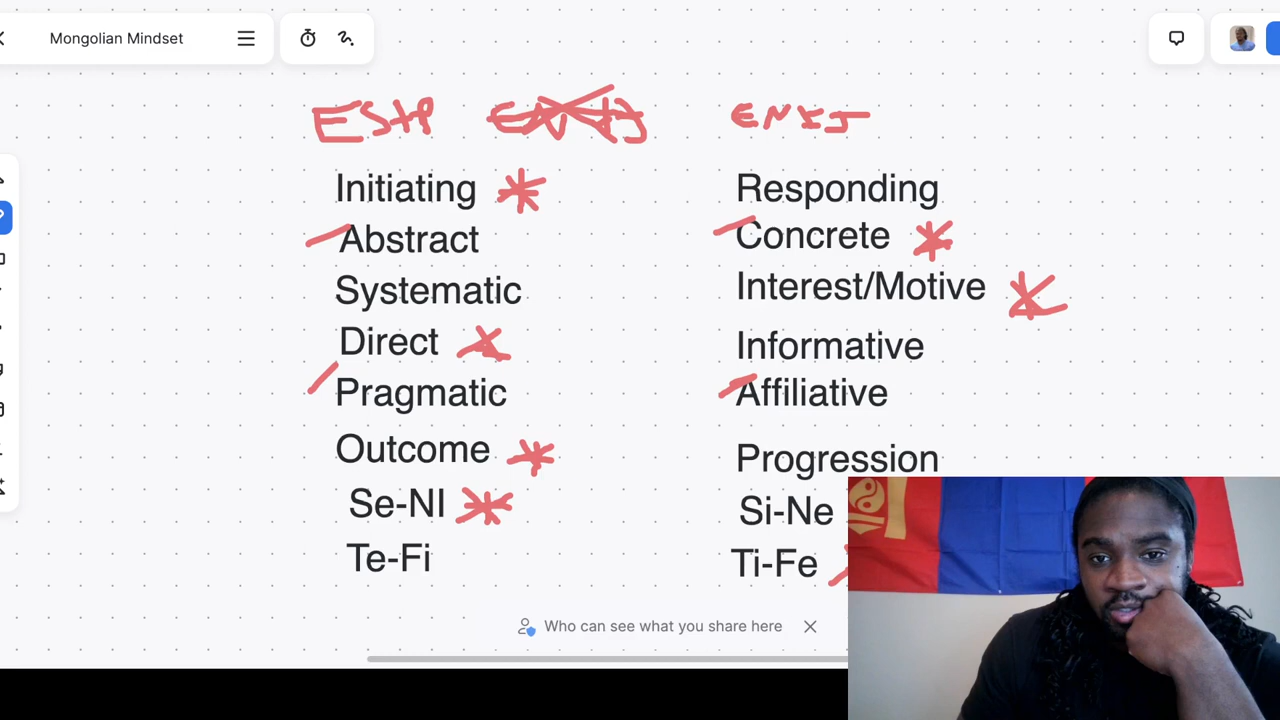 Mongolian Mindset
ESTP ENTJ ENFJ
Initiating Responding
Abstract Concrete
Systematic Interest/Motive
Direct Informative
Pragmatic Affiliative
Outcome Progression
Se-NI Si-Ne
Te-Fi Ti-Fe
Who can see what you share here